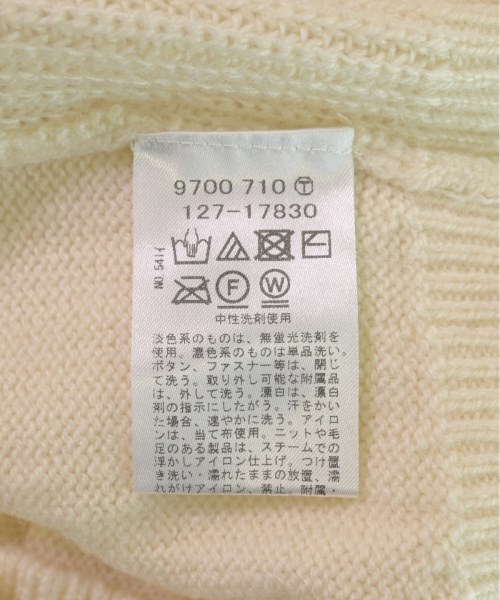 9700 710 Ⓣ
127-17830
NO.541イ
F W
中性洗剤使用
淡色系のものは、無蛍光洗剤を
使用。濃色系のものは単品洗い。
ボタン、ファスナー等は、閉じ
て洗う。取り外し可能な附属品
は、外して洗う。漂白は、漂白
剤の指示にしたがう。汗をかい
た場合、速やかに洗う。アイロ
ンは、当て布使用。ニットや毛
足のある製品は、スチームでの
浮かしアイロン仕上げ。つけ置
き洗い・濡れたままの放置、濡
れがけアイロン、禁止。附属・